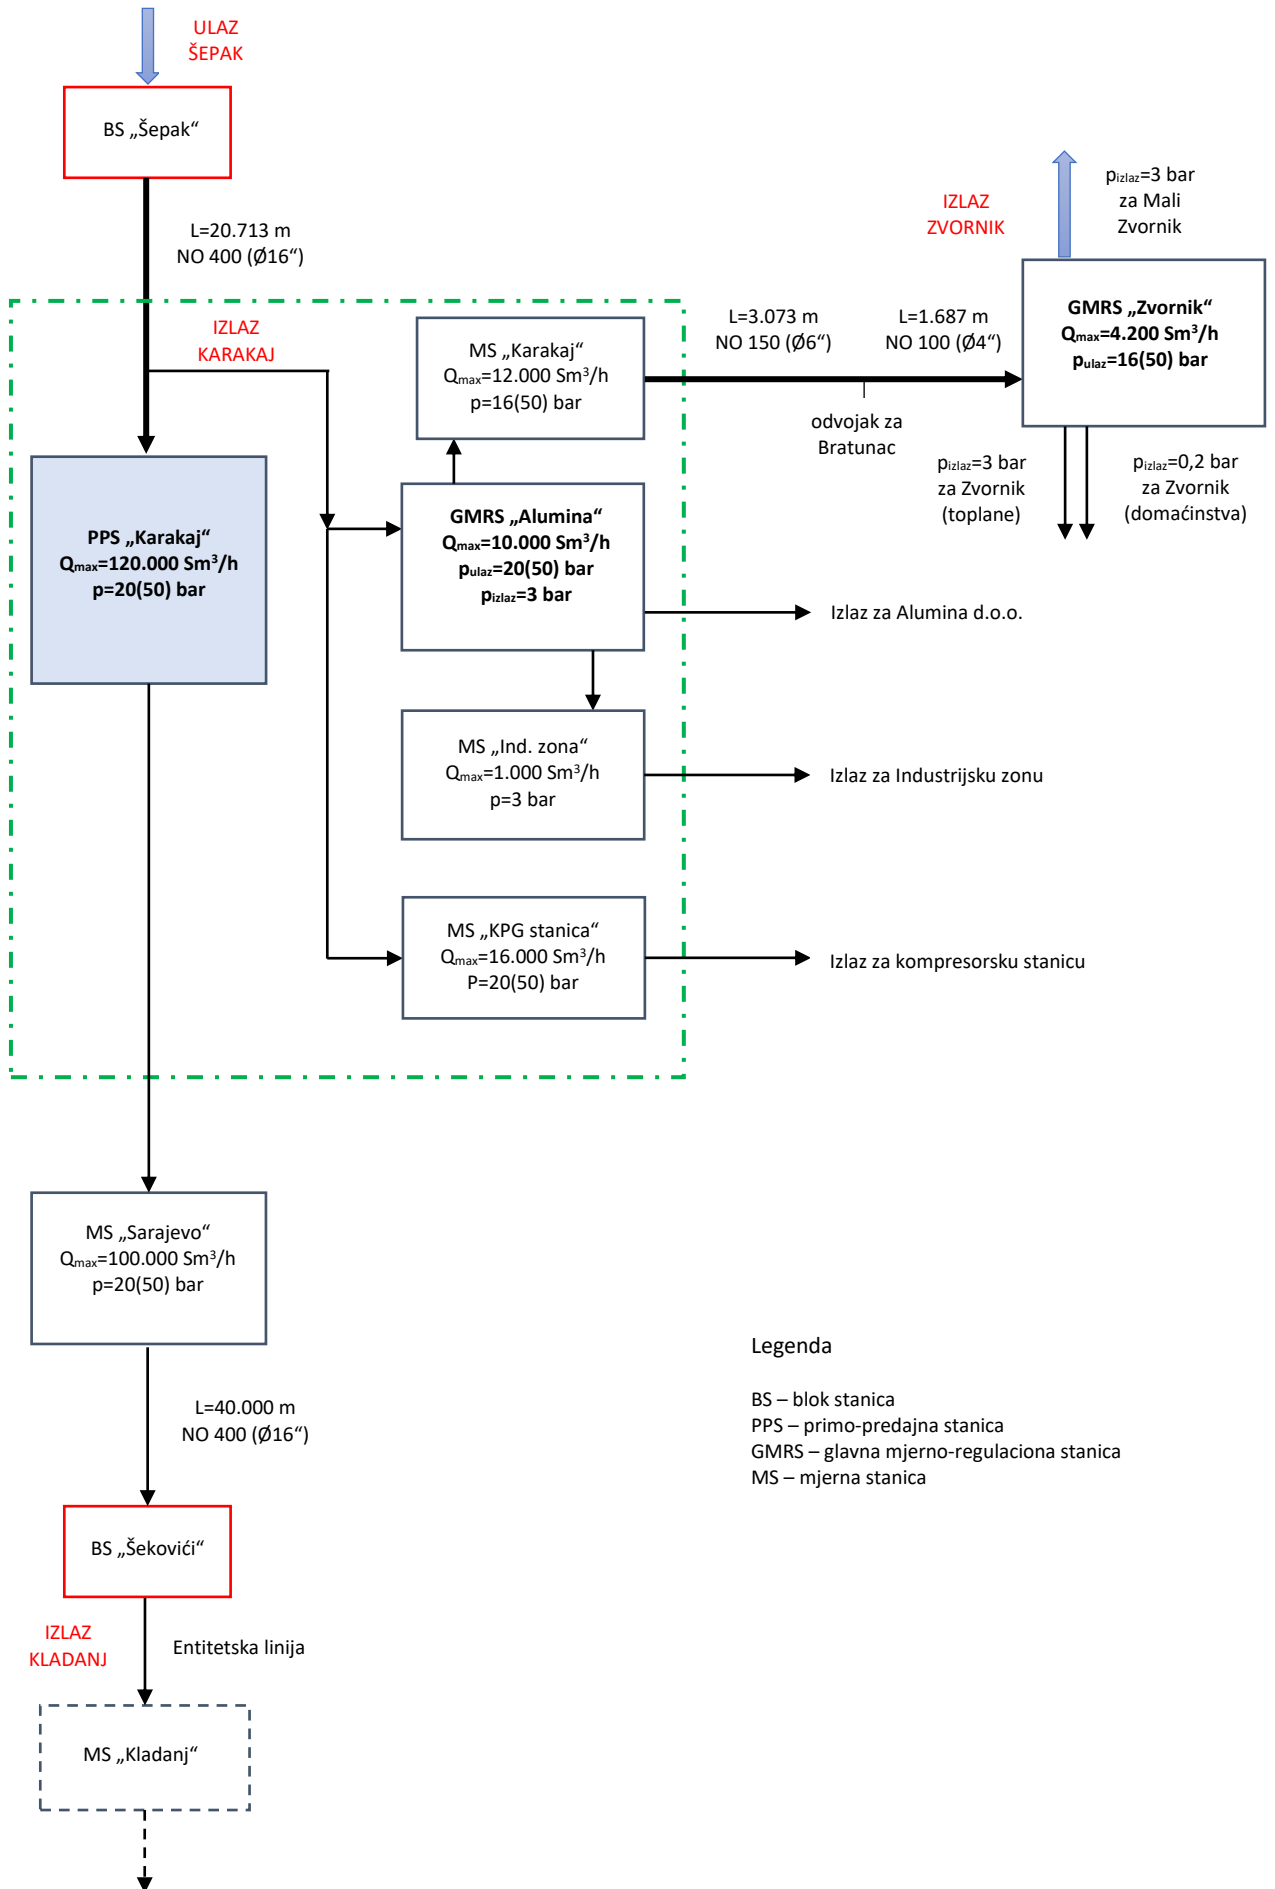 ULAZ
ŠEPAK
BS „Šepak“
L=20.713 m
NO 400 (Ø16“)
IZLAZ
KARAKAJ
MS „Karakaj“
Qmax=12.000 Sm³/h
p=16(50) bar
L=3.073 m
NO 150 (Ø6“)
L=1.687 m
NO 100 (Ø4“)
odvojak za
Bratunac
IZLAZ
ZVORNIK
pizlaz=3 bar
za Mali
Zvornik
GMRS „Zvornik“
Qmax=4.200 Sm³/h
pulaz=16(50) bar
pizlaz=3 bar
za Zvornik
(toplane)
pizlaz=0,2 bar
za Zvornik
(domaćinstva)
PPS „Karakaj“
Qmax=120.000 Sm³/h
p=20(50) bar
GMRS „Alumina“
Qmax=10.000 Sm³/h
pulaz=20(50) bar
pizlaz=3 bar
Izlaz za Alumina d.o.o.
MS „Ind. zona“
Qmax=1.000 Sm³/h
p=3 bar
Izlaz za Industrijsku zonu
MS „KPG stanica“
Qmax=16.000 Sm³/h
P=20(50) bar
Izlaz za kompresorsku stanicu
MS „Sarajevo“
Qmax=100.000 Sm³/h
p=20(50) bar
L=40.000 m
NO 400 (Ø16“)
BS „Šekovići“
IZLAZ
KLADANJ
Entitetska linija
MS „Kladanj“
Legenda
BS – blok stanica
PPS – primo-predajna stanica
GMRS – glavna mjerno-regulaciona stanica
MS – mjerna stanica